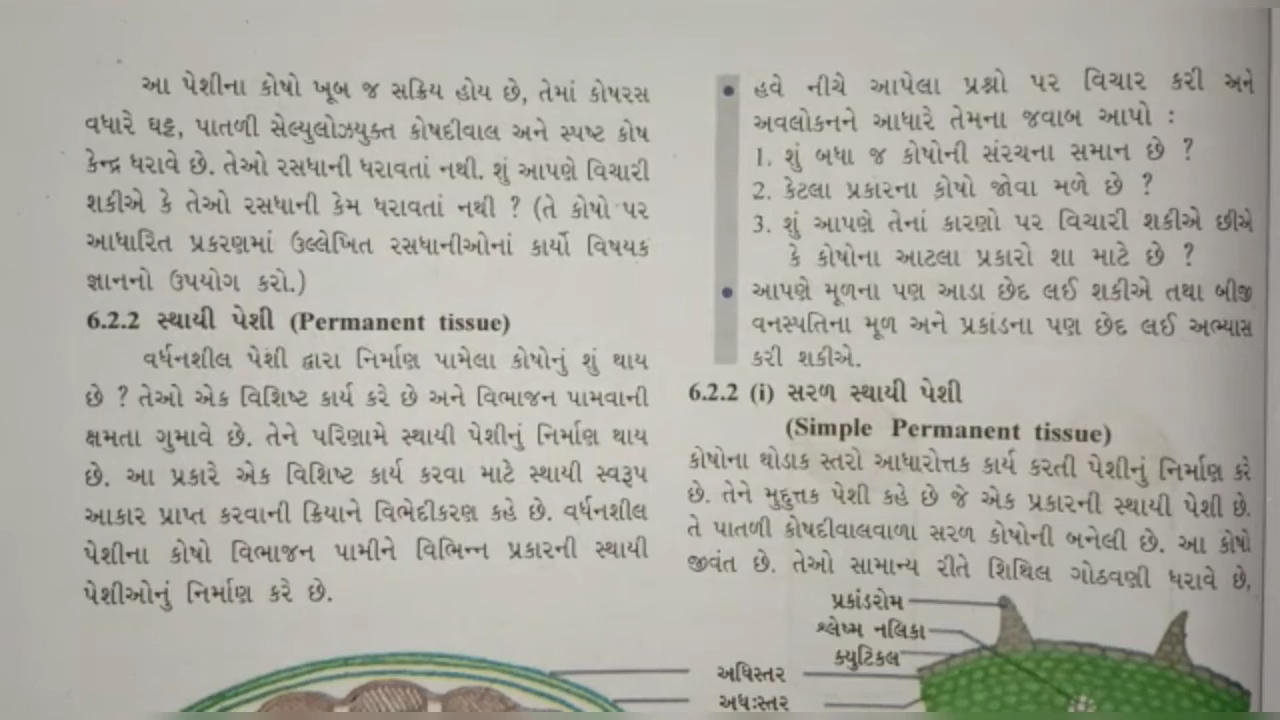 આ પેશીના કોષો ખૂબ જ સક્રિય હોય છે, તેમાં કોષરસ
વધારે ઘટ્ટ, પાતળી સેલ્યુલોઝયુક્ત કોષદીવાલ અને સ્પષ્ટ કોષ
કેન્દ્ર ધરાવે છે. તેઓ રસધાની ધરાવતાં નથી. શું આપણે વિચારી
શકીએ કે તેઓ રસધાની કેમ ધરાવતાં નથી ? (તે કોષો પર
આધારિત પ્રકરણમાં ઉલ્લેખિત રસધાનીઓનાં કાર્યો વિષયક
જ્ઞાનનો ઉપયોગ કરો.)
6.2.2 સ્થાયી પેશી (Permanent tissue)
વર્ધનશીલ પેશી દ્વારા નિર્માણ પામેલા કોષોનું શું થાય
છે ? તેઓ એક વિશિષ્ટ કાર્ય કરે છે અને વિભાજન પામવાની
ક્ષમતા ગુમાવે છે. તેને પરિણામે સ્થાયી પેશીનું નિર્માણ થાય
છે. આ પ્રકારે એક વિશિષ્ટ કાર્ય કરવા માટે સ્થાયી સ્વરૂપ
આકાર પ્રાપ્ત કરવાની ક્રિયાને વિભેદીકરણ કહે છે. વર્ધનશીલ
પેશીના કોષો વિભાજન પામીને વિભિન્ન પ્રકારની સ્થાયી
પેશીઓનું નિર્માણ કરે છે.
• હવે નીચે આપેલા પ્રશ્નો પર વિચાર કરી અને
અવલોકનને આધારે તેમના જવાબ આપો :
1. શું બધા જ કોષોની સંરચના સમાન છે ?
2. કેટલા પ્રકારના કોષો જોવા મળે છે ?
3. શું આપણે તેનાં કારણો પર વિચારી શકીએ છીએ
કે કોષોના આટલા પ્રકારો શા માટે છે ?
• આપણે મૂળના પણ આડા છેદ લઈ શકીએ તથા બીજી
વનસ્પતિના મૂળ અને પ્રકાંડના પણ છેદ લઈ અભ્યાસ
કરી શકીએ.
6.2.2 (i) સરળ સ્થાયી પેશી
(Simple Permanent tissue)
કોષોના થોડાક સ્તરો આધારોત્તક કાર્ય કરતી પેશીનું નિર્માણ કરે
છે. તેને મુદુત્તક પેશી કહે છે જે એક પ્રકારની સ્થાયી પેશી છે.
તે પાતળી કોષદીવાલવાળા સરળ કોષોની બનેલી છે. આ કોષો
જીવંત છે. તેઓ સામાન્ય રીતે શિથિલ ગોઠવણી ધરાવે છે,
પ્રકાંડરોમ
શ્લેષ્મ નલિકા
ક્યુટિકલ
અધિસ્તર
અધઃસ્તર